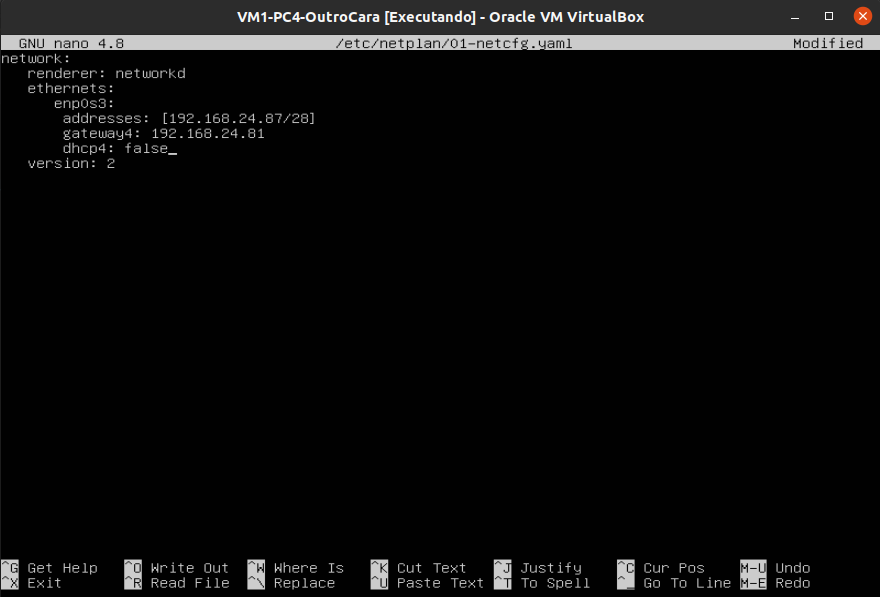 VM1-PC4-OutroCara [Executando] - Oracle VM VirtualBox
GNU nano 4.8 /etc/netplan/01-netcfg.yaml Modified
network:
   renderer: networkd
   ethernets:
      enp0s3:
       addresses: [192.168.24.87/28]
       gateway4: 192.168.24.81
       dhcp4: false_
   version: 2
^G Get Help ^O Write Out ^W Where Is ^K Cut Text ^J Justify ^C Cur Pos M-U Undo
^X Exit ^R Read File ^\ Replace ^U Paste Text ^T To Spell ^_ Go To Line M-E Redo